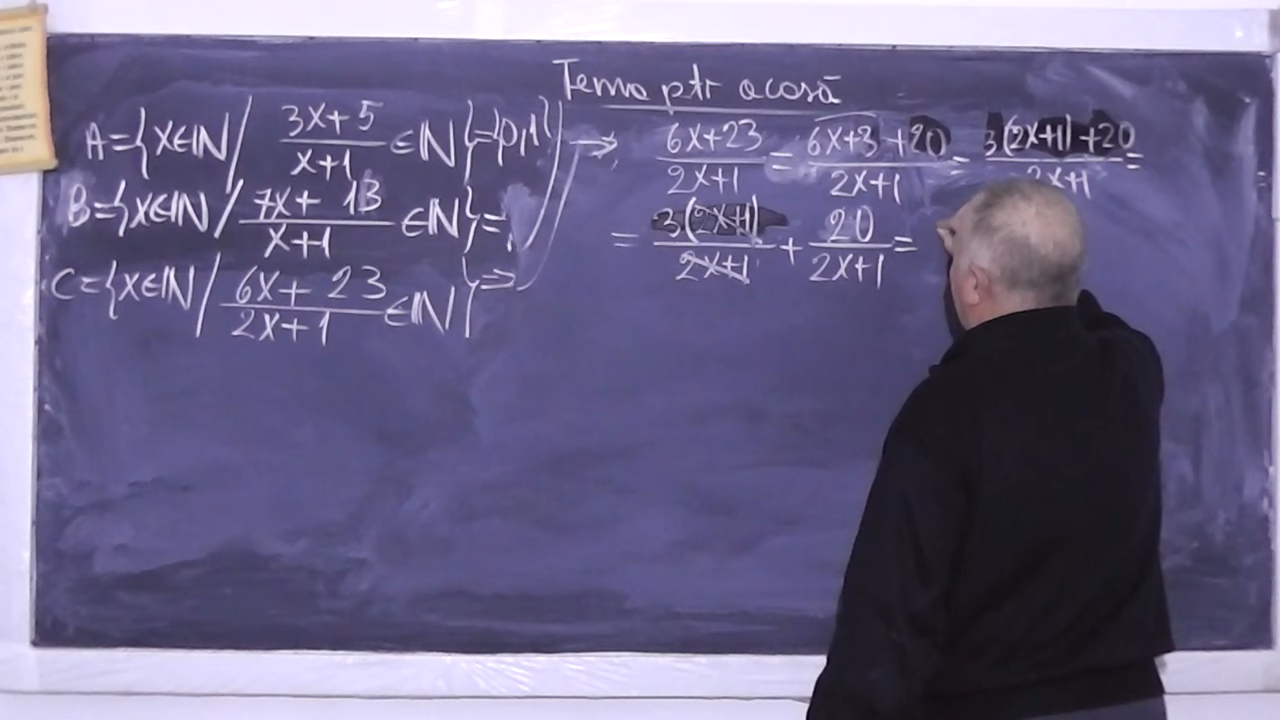 Tema ptr acasă
A={x∈ℕ/ (3x+5)/(x+1) ∈ℕ}={0,1}
B={x∈ℕ/ (7x+13)/(x+1) ∈ℕ}=
C={x∈ℕ/ (6x+23)/(2x+1) ∈ℕ} ⇒
→ (6x+23)/(2x+1) = (6x+3+20)/(2x+1) = (3(2x+1)+20)/(2x+1) =
= 3(2x+1)/(2x+1) + 20/(2x+1) =